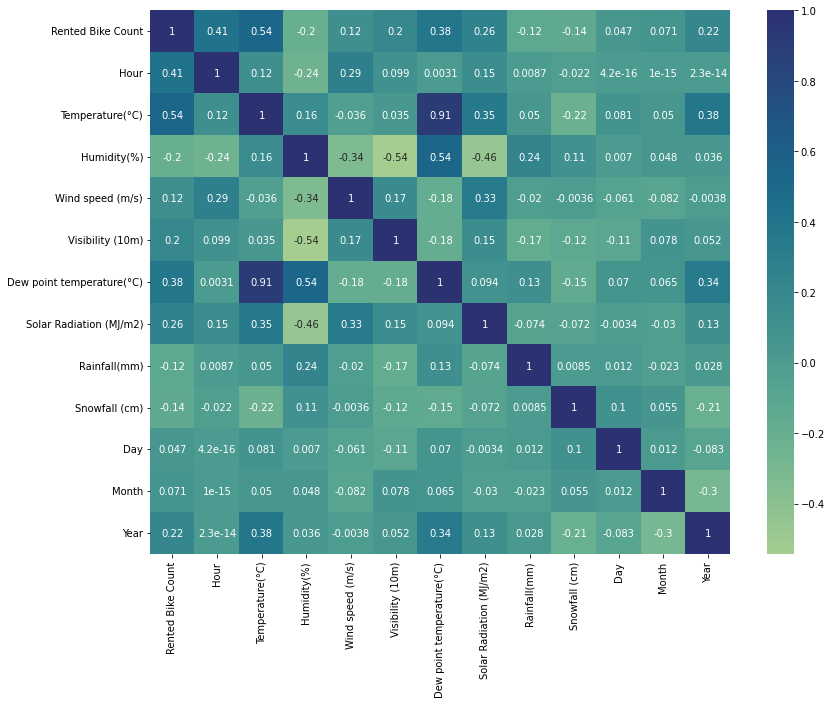 Rented Bike Count 1 0.41 0.54 -0.2 0.12 0.2 0.38 0.26 -0.12 -0.14 0.047 0.071 0.22
Hour 0.41 1 0.12 -0.24 0.29 0.099 0.0031 0.15 0.0087 -0.022 4.2e-16 1e-15 2.3e-14
Temperature(°C) 0.54 0.12 1 0.16 -0.036 0.035 0.91 0.35 0.05 -0.22 0.081 0.05 0.38
Humidity(%) -0.2 -0.24 0.16 1 -0.34 -0.54 0.54 -0.46 0.24 0.11 0.007 0.048 0.036
Wind speed (m/s) 0.12 0.29 -0.036 -0.34 1 0.17 -0.18 0.33 -0.02 -0.0036 -0.061 -0.082 -0.0038
Visibility (10m) 0.2 0.099 0.035 -0.54 0.17 1 -0.18 0.15 -0.17 -0.12 -0.11 0.078 0.052
Dew point temperature(°C) 0.38 0.0031 0.91 0.54 -0.18 -0.18 1 0.094 0.13 -0.15 0.07 0.065 0.34
Solar Radiation (MJ/m2) 0.26 0.15 0.35 -0.46 0.33 0.15 0.094 1 -0.074 -0.072 -0.0034 -0.03 0.13
Rainfall(mm) -0.12 0.0087 0.05 0.24 -0.02 -0.17 0.13 -0.074 1 0.0085 0.012 -0.023 0.028
Snowfall (cm) -0.14 -0.022 -0.22 0.11 -0.0036 -0.12 -0.15 -0.072 0.0085 1 0.1 0.055 -0.21
Day 0.047 4.2e-16 0.081 0.007 -0.061 -0.11 0.07 -0.0034 0.012 0.1 1 0.012 -0.083
Month 0.071 1e-15 0.05 0.048 -0.082 0.078 0.065 -0.03 -0.023 0.055 0.012 1 -0.3
Year 0.22 2.3e-14 0.38 0.036 -0.0038 0.052 0.34 0.13 0.028 -0.21 -0.083 -0.3 1
Rented Bike Count
Hour
Temperature(°C)
Humidity(%)
Wind speed (m/s)
Visibility (10m)
Dew point temperature(°C)
Solar Radiation (MJ/m2)
Rainfall(mm)
Snowfall (cm)
Day
Month
Year
1.0
0.8
0.6
0.4
0.2
0.0
−0.2
−0.4